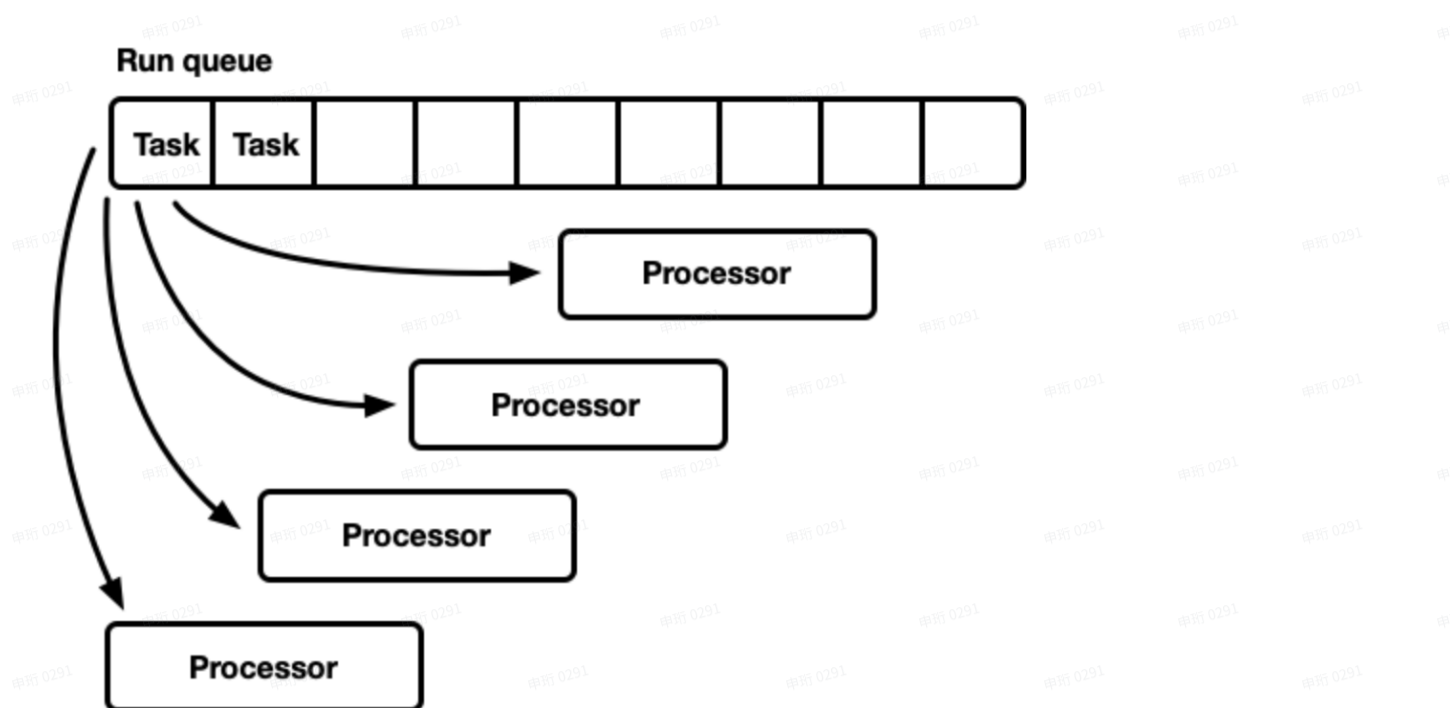 Run queue
Task Task
Processor
Processor
Processor
Processor